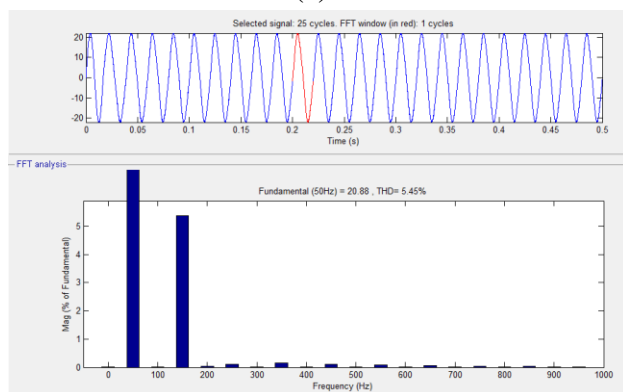 Selected signal: 25 cycles. FFT window (in red): 1 cycles
20
10
0
-10
-20
0 0.05 0.1 0.15 0.2 0.25 0.3 0.35 0.4 0.45 0.5
Time (s)
FFT analysis
Fundamental (50Hz) = 20.88 , THD= 5.45%
5
4
3
2
1
0
Mag (% of Fundamental)
0 100 200 300 400 500 600 700 800 900 1000
Frequency (Hz)